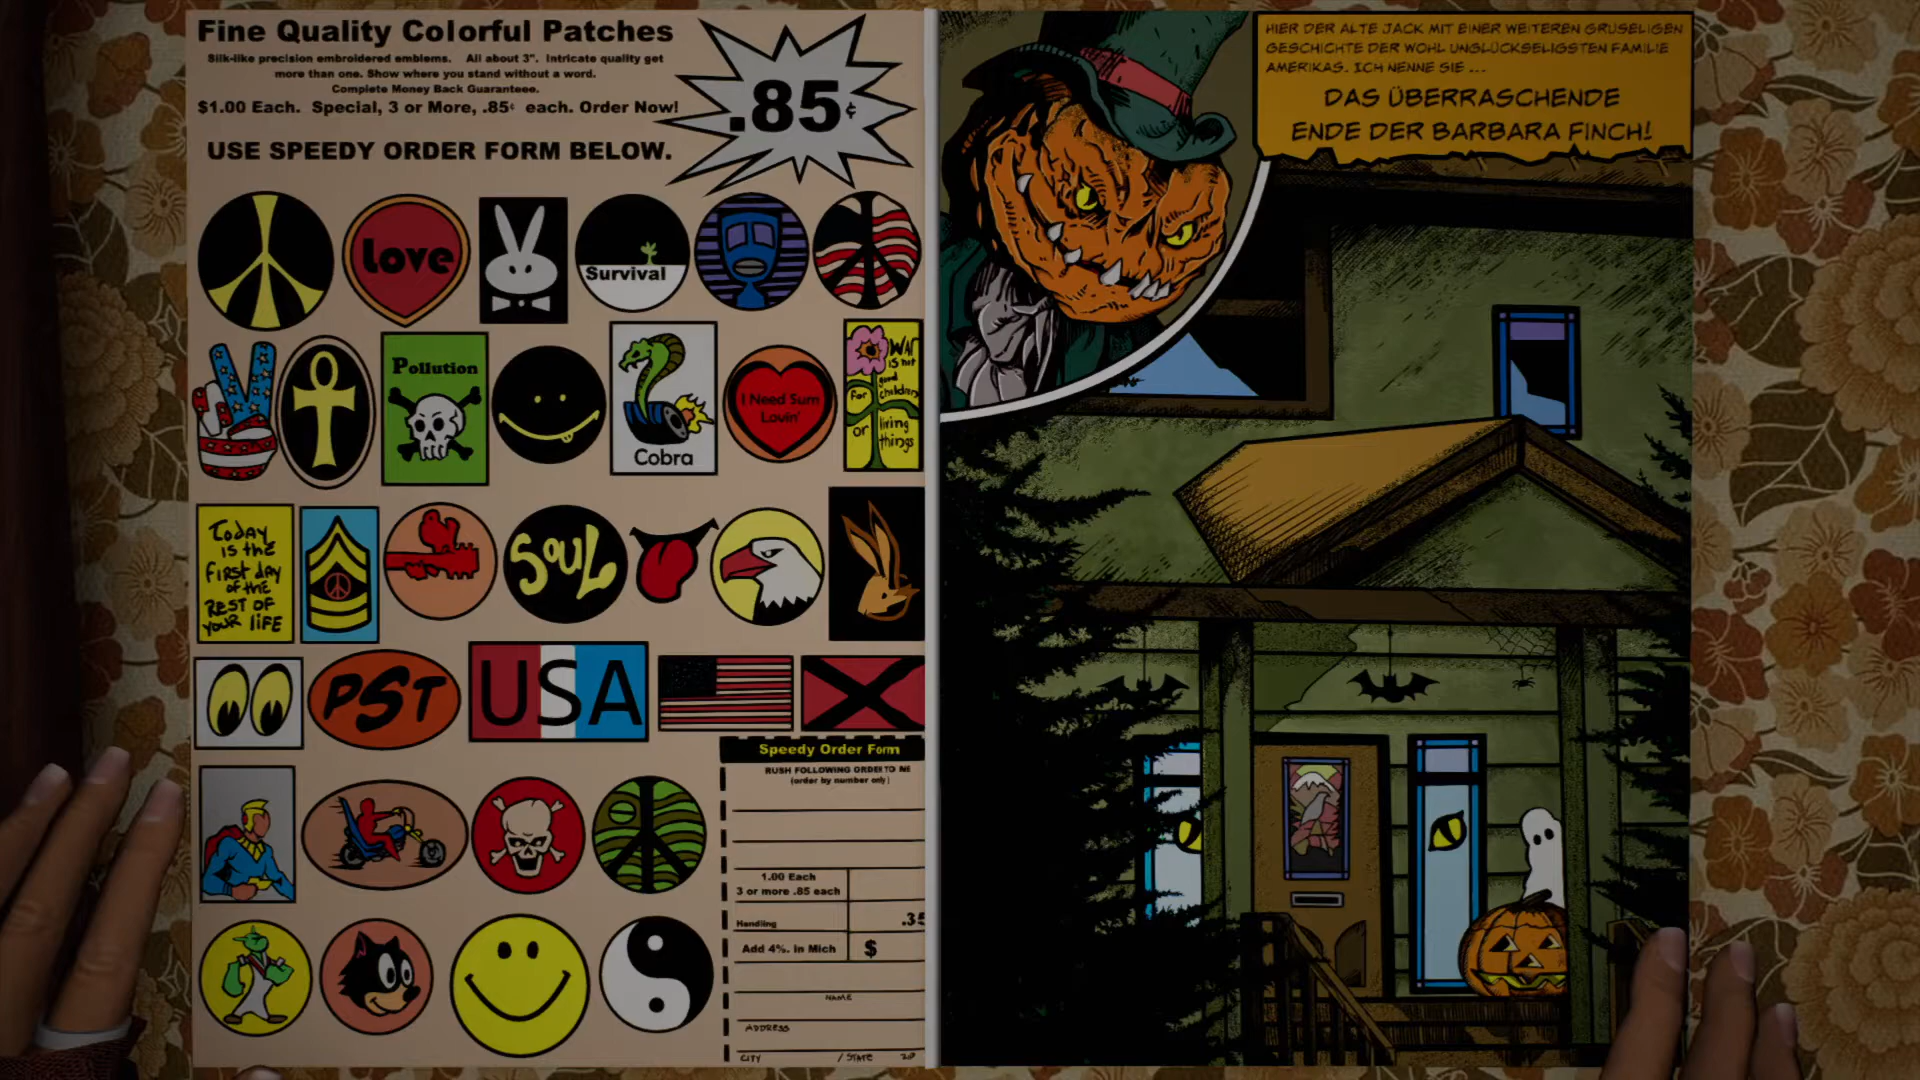 Fine Quality Colorful Patches
Silk-like precision embroidered emblems. All about 3". Intricate quality get
more than one. Show where you stand without a word.
Complete Money Back Guaranteee.
$1.00 Each. Special, 3 or More, .85¢ each. Order Now!
.85¢
USE SPEEDY ORDER FORM BELOW.
Love
Survival
Pollution
Cobra
I Need Sum
Lovin'
WAR
is not
good
for children
or living
things
Today
is the
first day
of the
REST OF
YOUR LIFE
SOUL
PST
USA
Speedy Order Form
RUSH FOLLOWING ORDER TO ME
(order by number only)
1.00 Each
3 or more .85 each
Handling .35
Add 4%. in Mich $
NAME
ADDRESS
CITY / STATE ZIP
HIER DER ALTE JACK MIT EINER WEITEREN GRUSELIGEN
GESCHICHTE DER WOHL UNGLÜCKSELIGSTEN FAMILIE
AMERIKAS. ICH NENNE SIE ...
DAS ÜBERRASCHENDE
ENDE DER BARBARA FINCH!